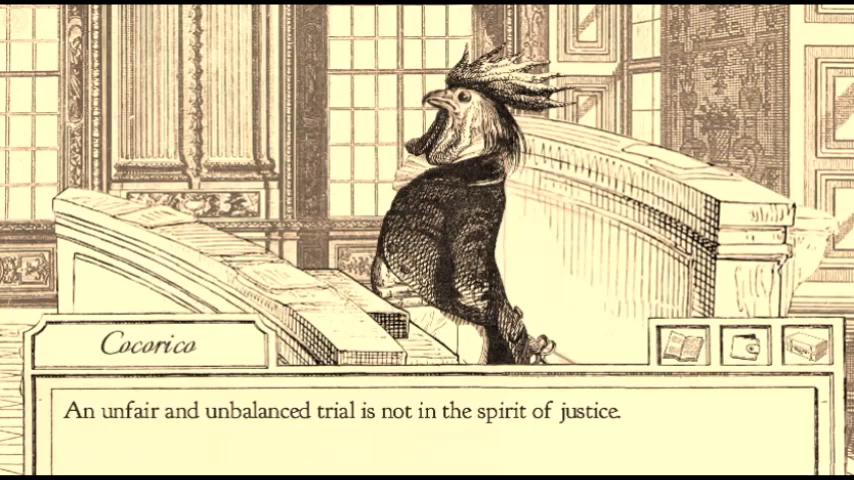 Cocorico
An unfair and unbalanced trial is not in the spirit of justice.